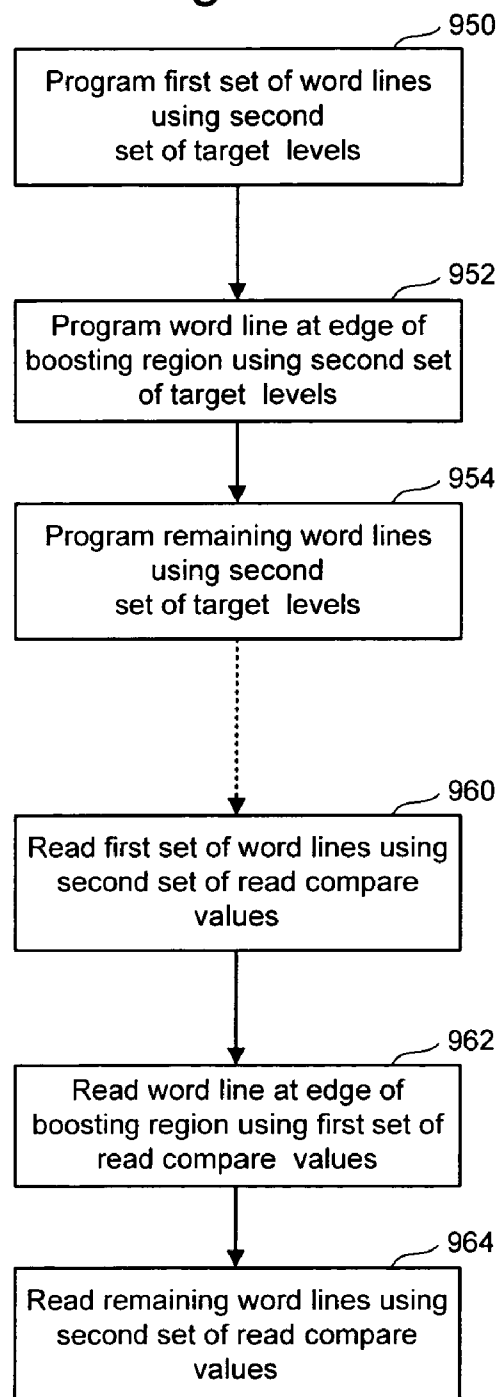 950
Program first set of word lines
using second
set of target levels
952
Program word line at edge of
boosting region using second set
of target levels
954
Program remaining word lines
using second
set of target levels
960
Read first set of word lines using
second set of read compare
values
962
Read word line at edge of
boosting region using first set of
read compare values
964
Read remaining word lines using
second set of read compare
values